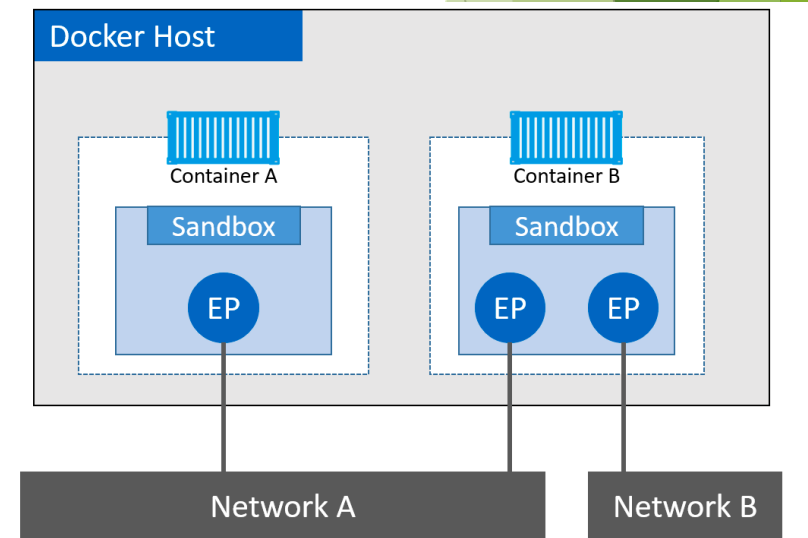 Docker Host
Container A
Container B
Sandbox
Sandbox
EP
EP
EP
Network A
Network B